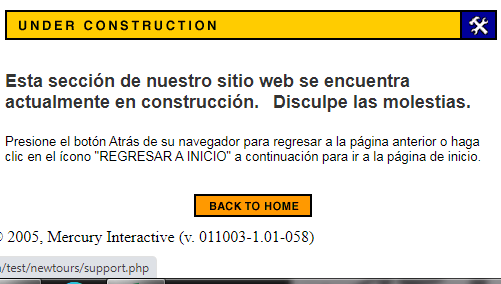 UNDER CONSTRUCTION
Esta sección de nuestro sitio web se encuentra
actualmente en construcción. Disculpe las molestias.
Presione el botón Atrás de su navegador para regresar a la página anterior o haga
clic en el ícono "REGRESAR A INICIO" a continuación para ir a la página de inicio.
BACK TO HOME
© 2005, Mercury Interactive (v. 011003-1.01-058)
/test/newtours/support.php